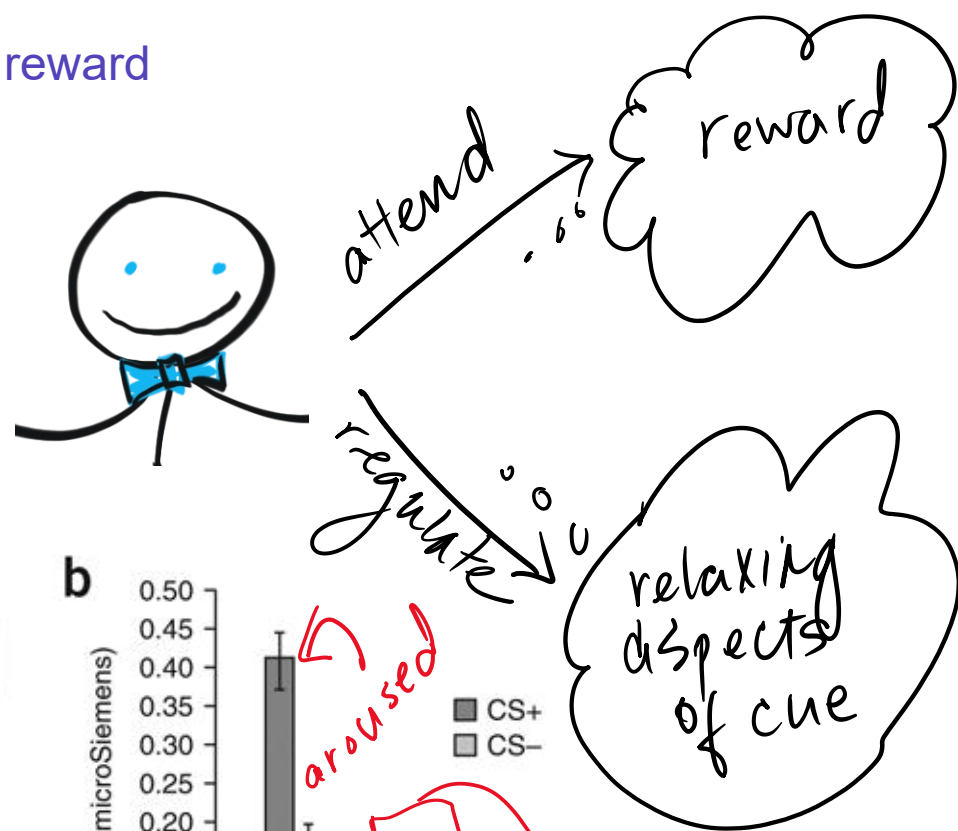 reward
reward
attend
regulate
relaxing
aspects
of cue
b
0.50
0.45
0.40
0.35
0.30
0.25
0.20
microSiemens)
aroused
CS+
CS–